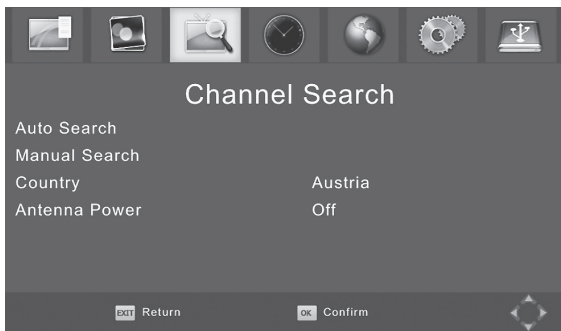 Channel Search
Auto Search
Manual Search
Country Austria
Antenna Power Off
EXIT Return OK Confirm